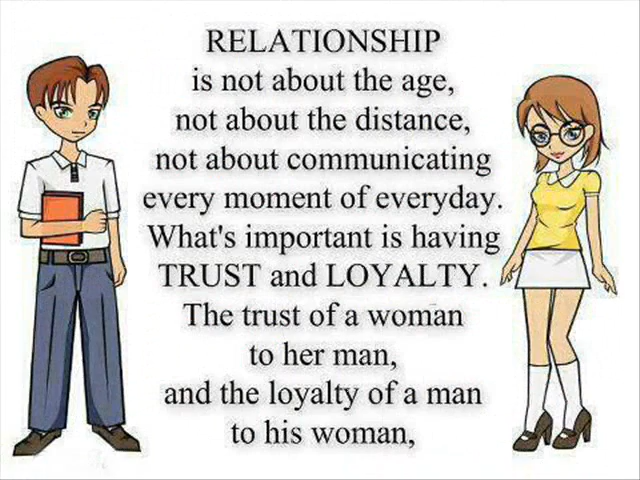 RELATIONSHIP
is not about the age,
not about the distance,
not about communicating
every moment of everyday.
What's important is having
TRUST and LOYALTY.
The trust of a woman
to her man,
and the loyalty of a man
to his woman,